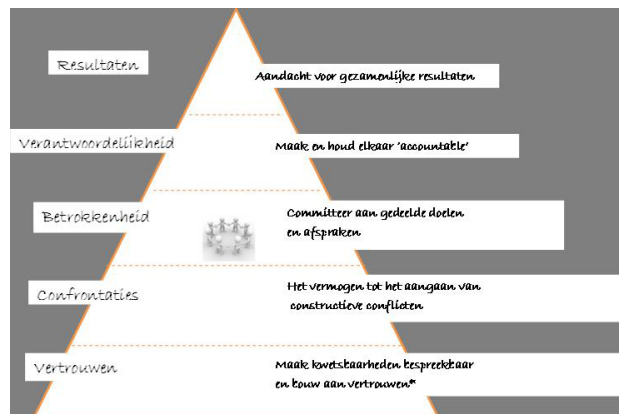 Resultaten
Aandacht voor gezamenlijke resultaten
Verantwoordelijkheid
Maak en houd elkaar 'accountable'
Betrokkenheid
Committeer aan gedeelde doelen
en afspraken
Confrontaties
Het vermogen tot het aangaan van
constructieve conflicten
Vertrouwen
Maak kwetsbaarheden bespreekbaar
en bouw aan vertrouwen*